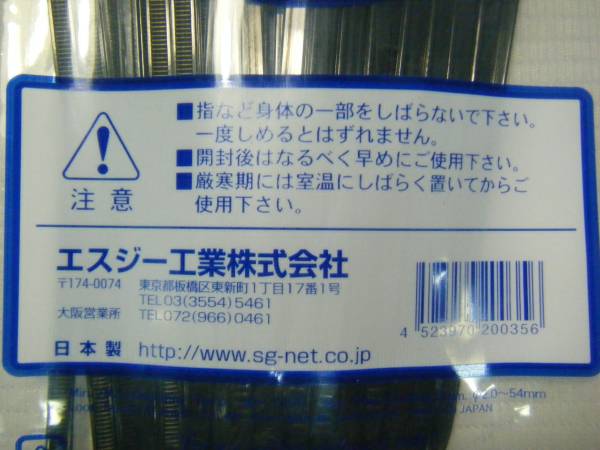 ■指など身体の一部をしばらないで下さい。
一度しめるとはずれません。
■開封後はなるべく早めにご使用下さい。
■厳寒期には室温にしばらく置いてからご
使用下さい。
注意
エスジー工業株式会社
〒174-0074 東京都板橋区東新町1丁目17番1号
TEL03(3554)5461
大阪営業所 TEL072(966)0461
日本製 http://www.sg-net.co.jp
4 523970 200356
2.0〜54mm
JAPAN